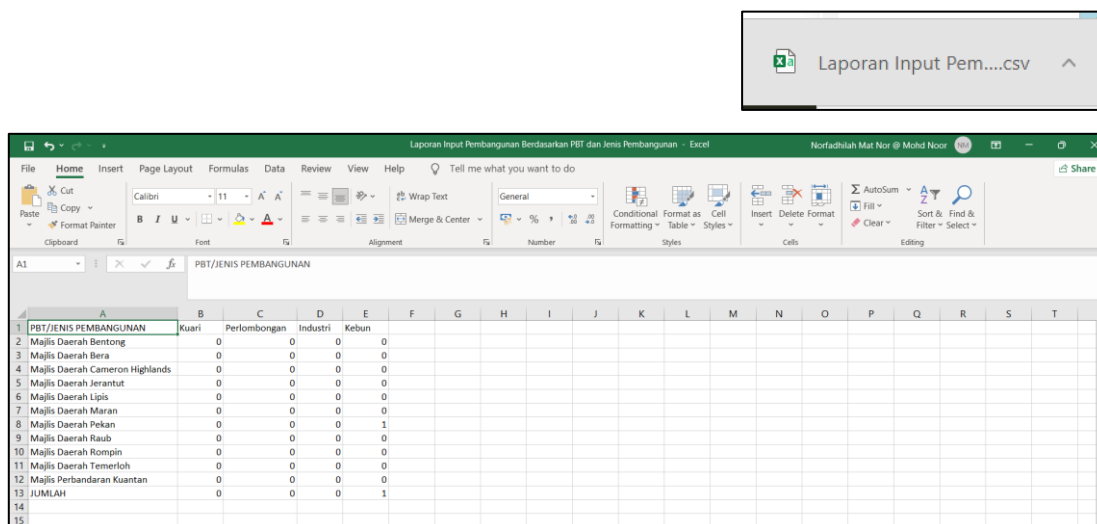 Laporan Input Pem....csv
Laporan Input Pembangunan Berdasarkan PBT dan Jenis Pembangunan - Excel
Norfadhilah Mat Nor @ Mohd Noor NM
File Home Insert Page Layout Formulas Data Review View Help Tell me what you want to do Share
Paste
Cut
Copy
Format Painter
Clipboard
Calibri 11
B I U
Font
Wrap Text
Merge & Center
Alignment
General
Number
Conditional Formatting
Format as Table
Cell Styles
Styles
Insert Delete Format
Cells
AutoSum
Fill
Clear
Sort & Filter
Find & Select
Editing
A1 fx PBT/JENIS PEMBANGUNAN
A B C D E F G H I J K L M N O P Q R S T
1 PBT/JENIS PEMBANGUNAN Kuari Perlombongan Industri Kebun
2 Majlis Daerah Bentong 0 0 0 0
3 Majlis Daerah Bera 0 0 0 0
4 Majlis Daerah Cameron Highlands 0 0 0 0
5 Majlis Daerah Jerantut 0 0 0 0
6 Majlis Daerah Lipis 0 0 0 0
7 Majlis Daerah Maran 0 0 0 0
8 Majlis Daerah Pekan 0 0 0 1
9 Majlis Daerah Raub 0 0 0 0
10 Majlis Daerah Rompin 0 0 0 0
11 Majlis Daerah Temerloh 0 0 0 0
12 Majlis Perbandaran Kuantan 0 0 0 0
13 JUMLAH 0 0 0 1
14
15